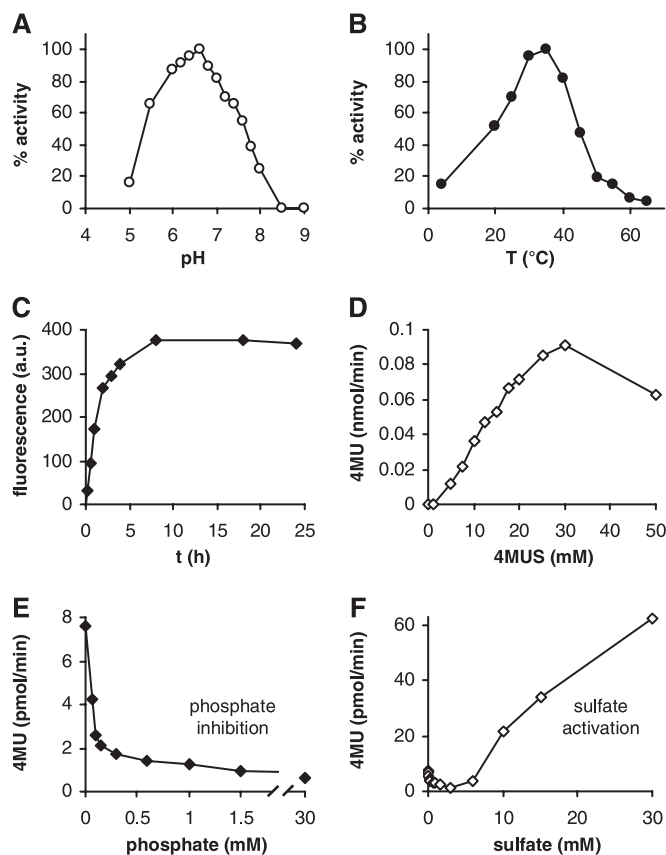 A
100
80
60
40
20
0
% activity
4 5 6 7 8 9
pH
B
100
80
60
40
20
0
% activity
0 20 40 60
T (°C)
C
400
300
200
100
0
fluorescence (a.u.)
0 5 10 15 20 25
t (h)
D
0.1
0.08
0.06
0.04
0.02
0
4MU (nmol/min)
0 10 20 30 40 50
4MUS (mM)
E
8
6
4
2
0
4MU (pmol/min)
phosphate
inhibition
0 0.5 1 1.5 30
phosphate (mM)
F
60
40
20
0
4MU (pmol/min)
sulfate
activation
0 10 20 30
sulfate (mM)